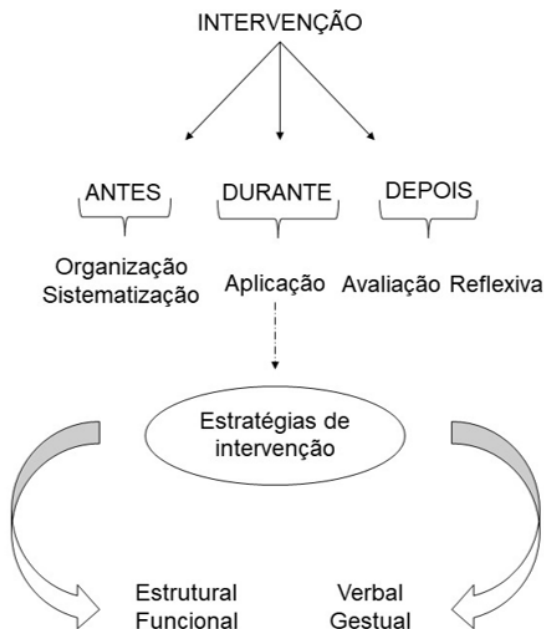 INTERVENÇÃO
ANTES
DURANTE
DEPOIS
Organização
Sistematização
Aplicação
Avaliação Reflexiva
Estratégias de
intervenção
Estrutural
Funcional
Verbal
Gestual